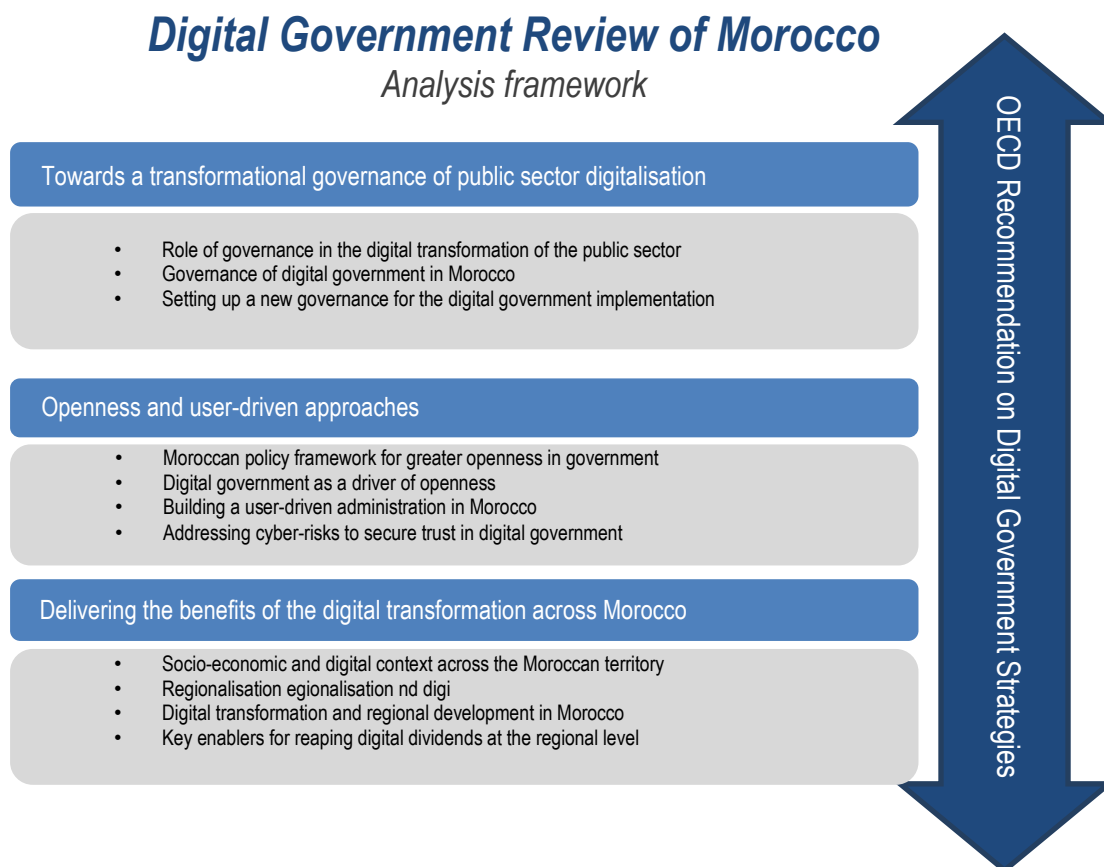 Digital Government Review of Morocco
Analysis framework
Towards a transformational governance of public sector digitalisation
• Role of governance in the digital transformation of the public sector
• Governance of digital government in Morocco
• Setting up a new governance for the digital government implementation
Openness and user-driven approaches
• Moroccan policy framework for greater openness in government
• Digital government as a driver of openness
• Building a user-driven administration in Morocco
• Addressing cyber-risks to secure trust in digital government
Delivering the benefits of the digital transformation across Morocco
• Socio-economic and digital context across the Moroccan territory
• Regionalisation egionalisation nd digi
• Digital transformation and regional development in Morocco
• Key enablers for reaping digital dividends at the regional level
OECD Recommendation on Digital Government Strategies